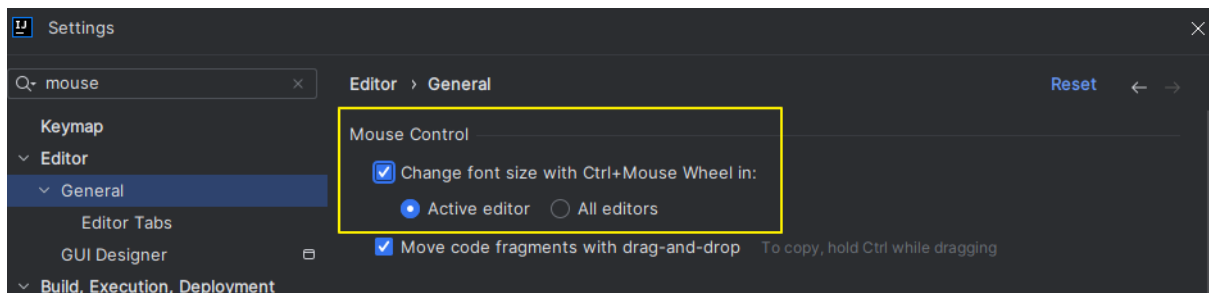 IJ
Settings
mouse
Editor › General
Reset
Keymap
Mouse Control
Editor
Change font size with Ctrl+Mouse Wheel in:
General
Active editor All editors
Editor Tabs
Move code fragments with drag-and-drop To copy, hold Ctrl while dragging
GUI Designer
Build, Execution, Deployment